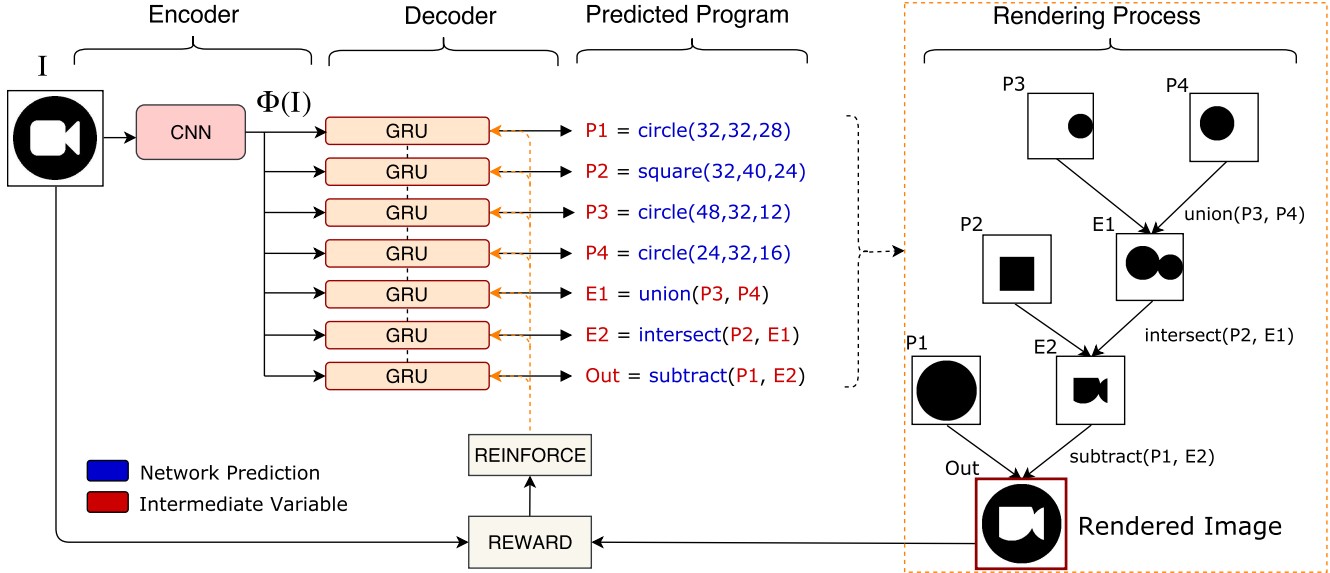 Encoder
Decoder
Predicted Program
Rendering Process
I
Φ(I)
CNN
GRU
P1 = circle(32,32,28)
GRU
P2 = square(32,40,24)
GRU
P3 = circle(48,32,12)
GRU
P4 = circle(24,32,16)
GRU
E1 = union(P3, P4)
GRU
E2 = intersect(P2, E1)
GRU
Out = subtract(P1, E2)
REINFORCE
REWARD
Network Prediction
Intermediate Variable
P3
P4
union(P3, P4)
P2
E1
intersect(P2, E1)
P1
E2
subtract(P1, E2)
Out
Rendered Image